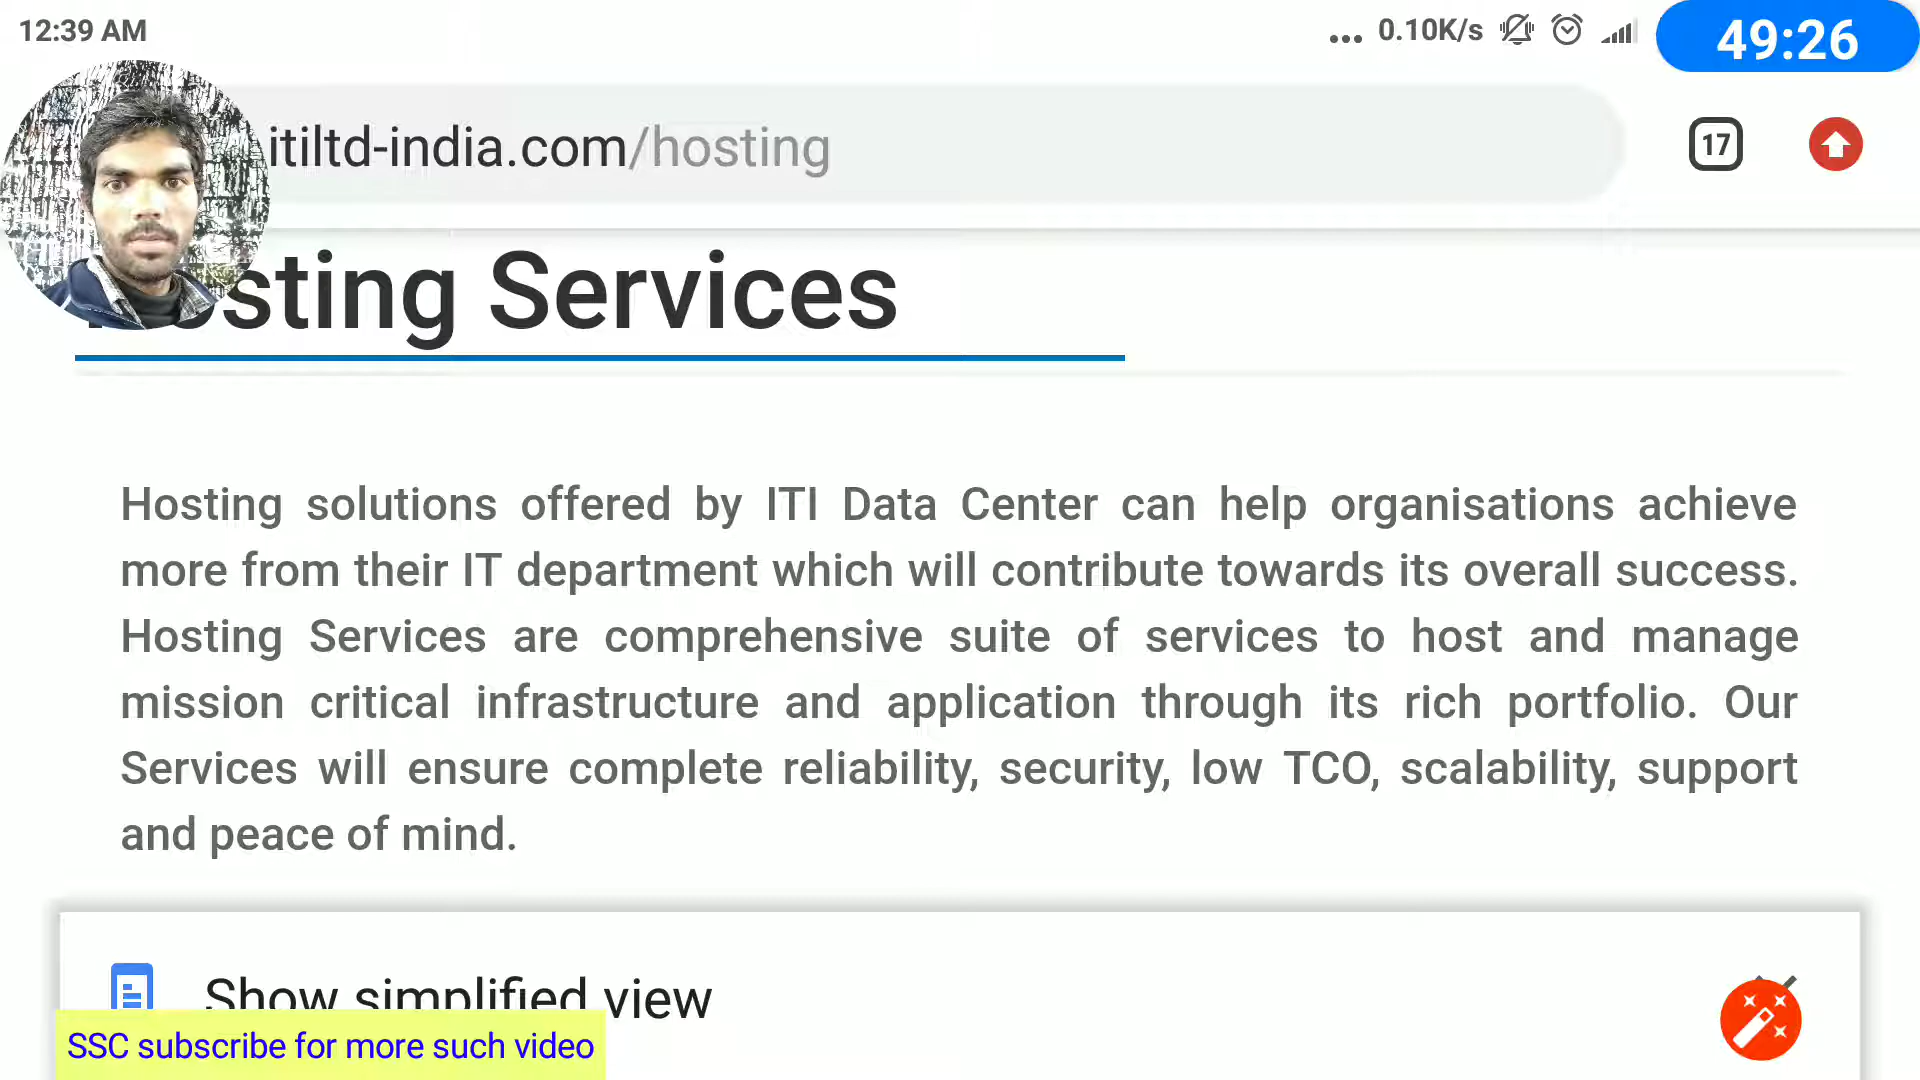 12:39 AM
... 0.10K/s
49:26
itiltd-india.com/hosting
17
sting Services
Hosting solutions offered by ITI Data Center can help organisations achieve
more from their IT department which will contribute towards its overall success.
Hosting Services are comprehensive suite of services to host and manage
mission critical infrastructure and application through its rich portfolio. Our
Services will ensure complete reliability, security, low TCO, scalability, support
and peace of mind.
Show simplified view
SSC subscribe for more such video